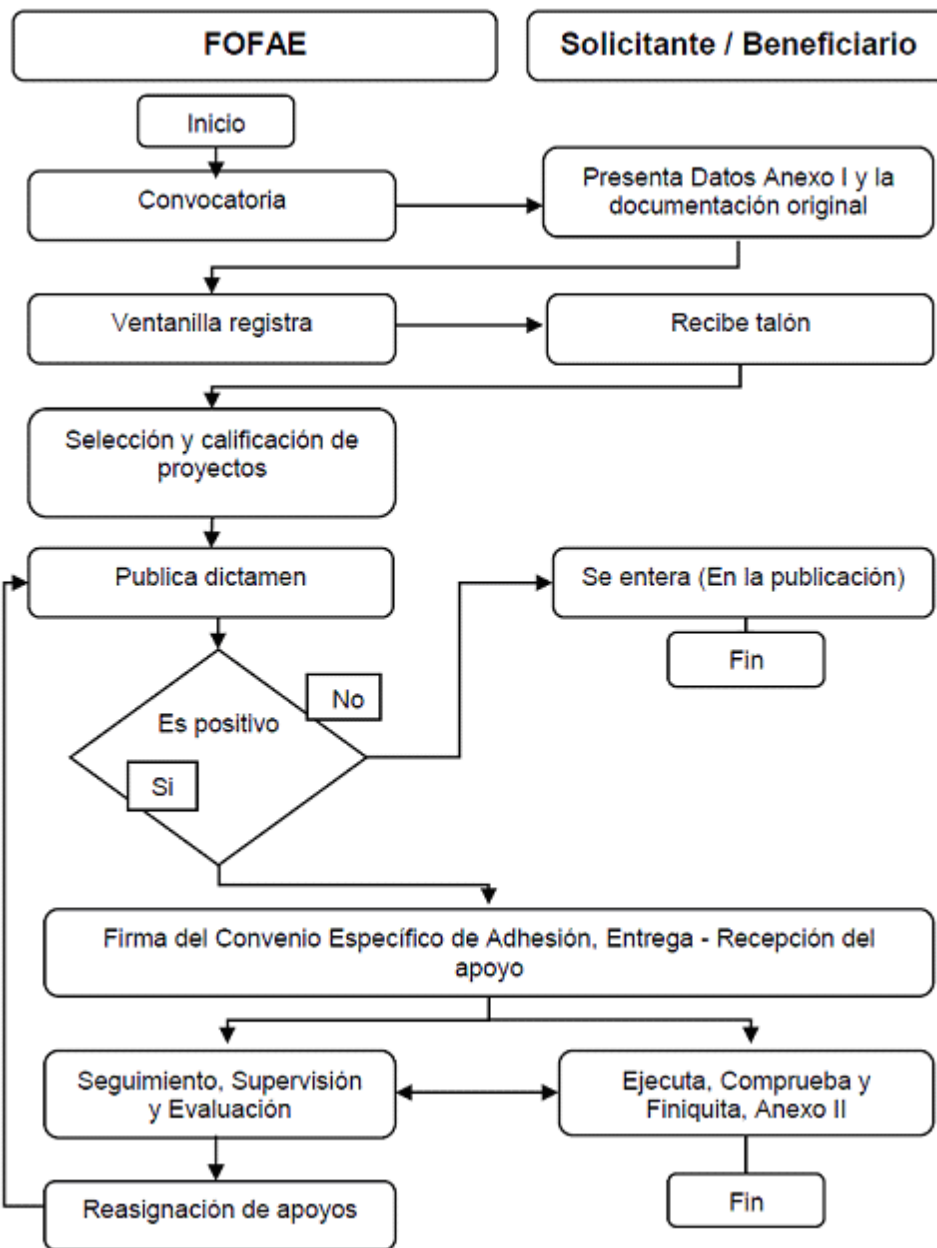 FOFAE
Solicitante / Beneficiario
Inicio
Convocatoria
Presenta Datos Anexo I y la
documentación original
Ventanilla registra
Recibe talón
Selección y calificación de
proyectos
Publica dictamen
Se entera (En la publicación)
Fin
No
Es positivo
Si
Firma del Convenio Específico de Adhesión, Entrega - Recepción del
apoyo
Seguimiento, Supervisión
y Evaluación
Ejecuta, Comprueba y
Finiquita, Anexo II
Reasignación de apoyos
Fin